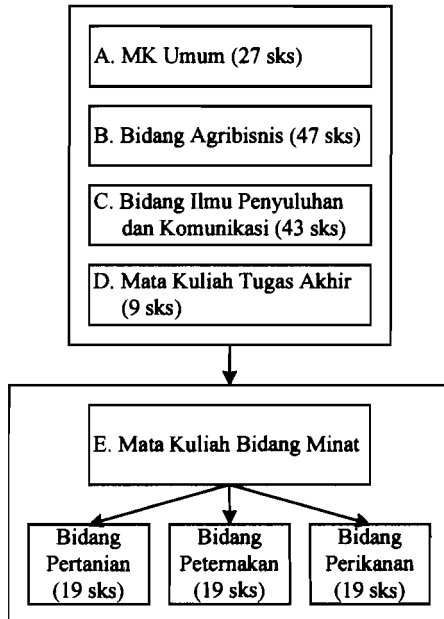 A. MK Umum (27 sks)
B. Bidang Agribisnis (47 sks)
C. Bidang Ilmu Penyuluhan
dan Komunikasi (43 sks)
D. Mata Kuliah Tugas Akhir
(9 sks)
E. Mata Kuliah Bidang Minat
Bidang
Pertanian
(19 sks)
Bidang
Peternakan
(19 sks)
Bidang
Perikanan
(19 sks)